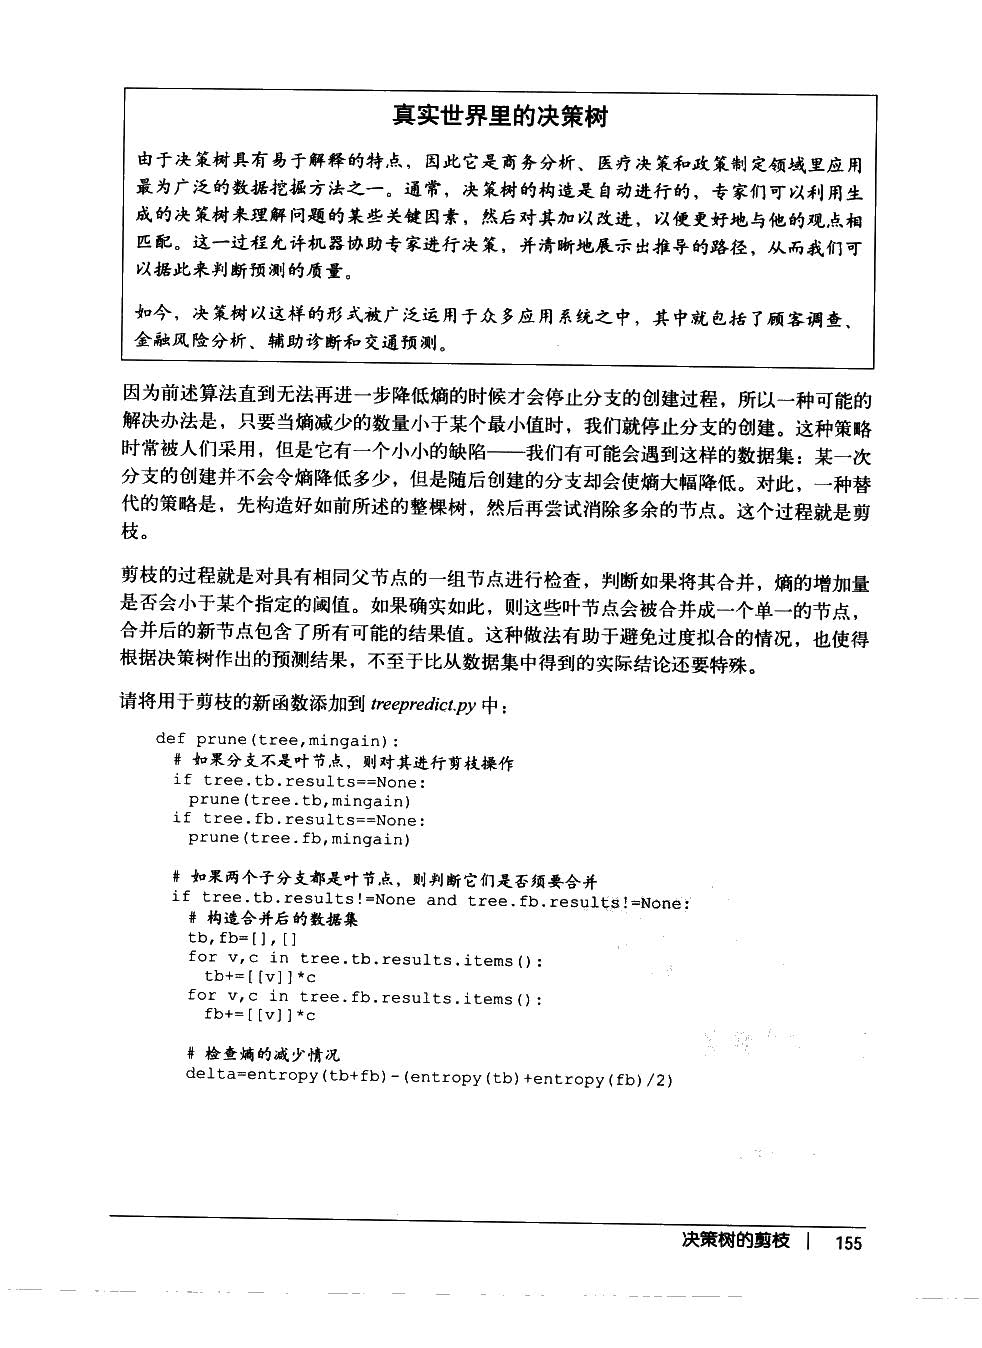 真实世界里的决策树
由于决策树具有易于解释的特点，因此它是商务分析、医疗决策和政策制定领域里应用
最为广泛的数据挖掘方法之一。通常，决策树的构造是自动进行的，专家们可以利用生
成的决策树来理解问题的某些关键因素，然后对其加以改进，以便更好地与他的观点相
匹配。这一过程允许机器协助专家进行决策，并清晰地展示出推导的路径，从而我们可
以据此来判断预测的质量。
如今，决策树以这样的形式被广泛运用于众多应用系统之中，其中就包括了顾客调查、
金融风险分析、辅助诊断和交通预测。
因为前述算法直到无法再进一步降低熵的时候才会停止分支的创建过程，所以一种可能的
解决办法是，只要当熵减少的数量小于某个最小值时，我们就停止分支的创建。这种策略
时常被人们采用，但是它有一个小小的缺陷——我们有可能会遇到这样的数据集：某一次
分支的创建并不会令熵降低多少，但是随后创建的分支却会使熵大幅降低。对此，一种替
代的策略是，先构造好如前所述的整棵树，然后再尝试消除多余的节点。这个过程就是剪
枝。
剪枝的过程就是对具有相同父节点的一组节点进行检查，判断如果将其合并，熵的增加量
是否会小于某个指定的阈值。如果确实如此，则这些叶节点会被合并成一个单一的节点，
合并后的新节点包含了所有可能的结果值。这种做法有助于避免过度拟合的情况，也使得
根据决策树作出的预测结果，不至于比从数据集中得到的实际结论还要特殊。
请将用于剪枝的新函数添加到 treepredict.py 中：
def prune(tree,mingain):
# 如果分支不是叶节点，则对其进行剪枝操作
if tree.tb.results==None:
prune(tree.tb,mingain)
if tree.fb.results==None:
prune(tree.fb,mingain)
# 如果两个子分支都是叶节点，则判断它们是否须要合并
if tree.tb.results!=None and tree.fb.results!=None:
# 构造合并后的数据集
tb,fb=[],[]
for v,c in tree.tb.results.items():
tb+=[[v]]*c
for v,c in tree.fb.results.items():
fb+=[[v]]*c
# 检查熵的减少情况
delta=entropy(tb+fb)-(entropy(tb)+entropy(fb)/2)
决策树的剪枝 | 155